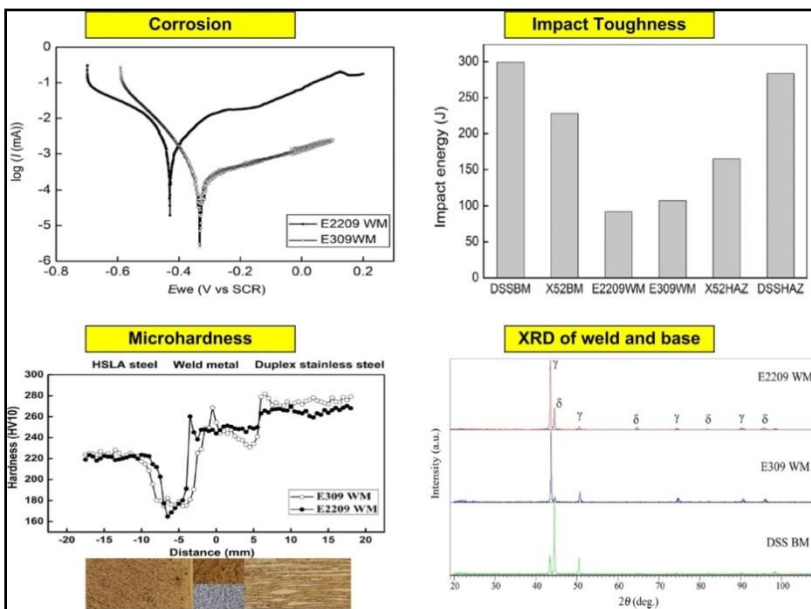 Corrosion
Impact Toughness
0
-1
-2
-3
-4
-5
-6
log (I (mA))
E2209 WM
E309WM
-0.8 -0.6 -0.4 -0.2 0.0 0.2
Ewe (V vs SCR)
300
250
200
150
100
50
0
Impact energy (J)
DSSBM X52BM E2209WM E309WM X52HAZ DSSHAZ
Microhardness
XRD of weld and base
HSLA steel Weld metal Duplex stainless steel
300
280
260
240
220
200
180
160
Hardness (HV10)
E309 WM
E2209 WM
-20 -15 -10 -5 0 5 10 15 20
Distance (mm)
γ
E2209 WM
δ γ δ γ δ γ δ
E309 WM
DSS BM
Intensity (a.u.)
20 30 40 50 60 70 80 90 100
2θ (deg.)